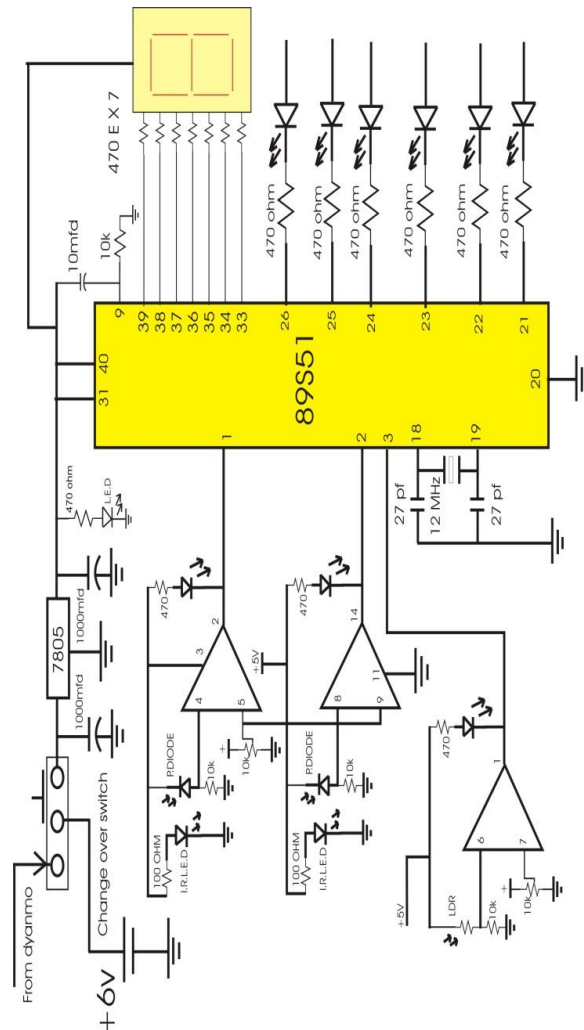 From dyanmo
Change over switch
+6v
1000mfd
7805
1000mfd
470 ohm
L.E.D
10mfd
10k
470 E X 7
31
40
9
39
38
37
36
35
34
33
89S51
26
25
24
23
22
21
20
470 ohm
470 ohm
470 ohm
470 ohm
470 ohm
470 ohm
1
2
3
18
19
27 pf
12 MHz
27 pf
100 OHM
I.R.L.E.D
P.DIODE
10k
4
3
5
2
470
+
10k
+5V
100 OHM
I.R.L.E.D
P.DIODE
10k
8
9
11
14
470
+5V
LDR
10k
6
7
1
470
+
10k